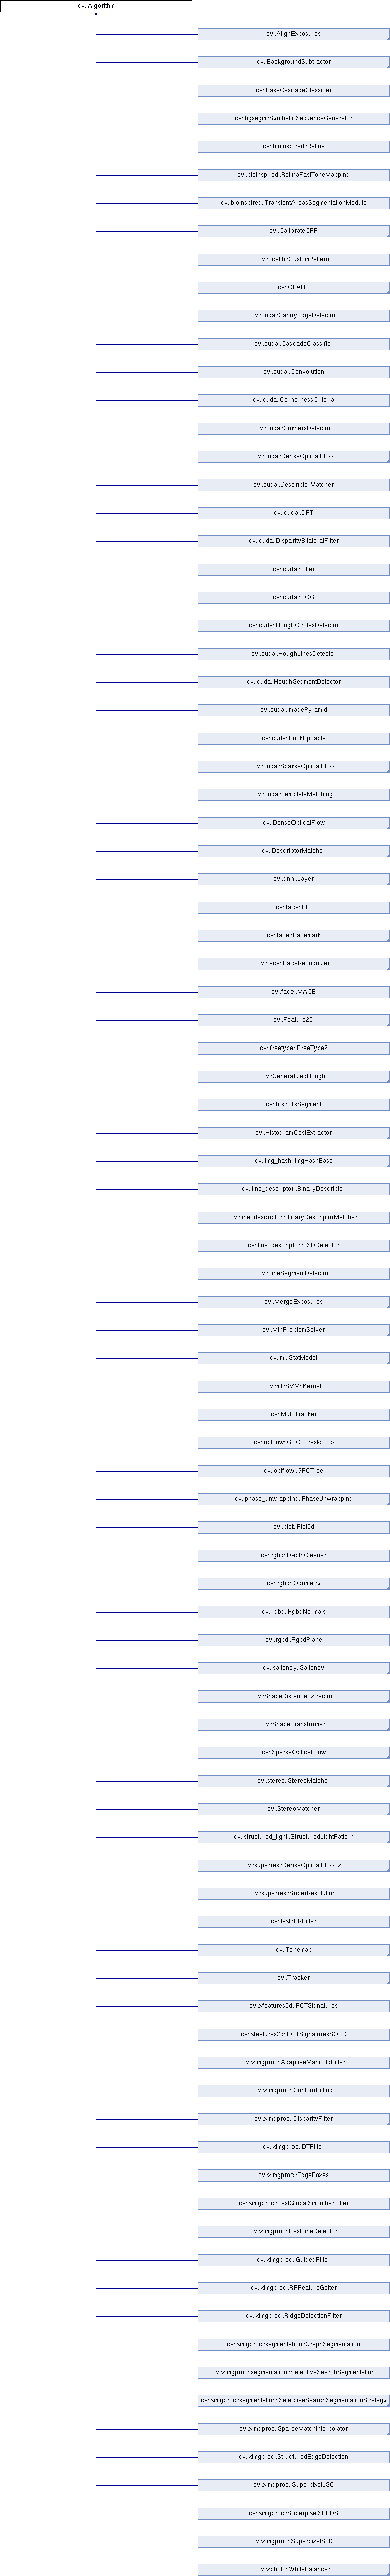 cv::Algorithm
cv::AlignExposures
cv::BackgroundSubtractor
cv::BaseCascadeClassifier
cv::bgsegm::SyntheticSequenceGenerator
cv::bioinspired::Retina
cv::bioinspired::RetinaFastToneMapping
cv::bioinspired::TransientAreasSegmentationModule
cv::CalibrateCRF
cv::ccalib::CustomPattern
cv::CLAHE
cv::cuda::CannyEdgeDetector
cv::cuda::CascadeClassifier
cv::cuda::Convolution
cv::cuda::CornernessCriteria
cv::cuda::CornersDetector
cv::cuda::DenseOpticalFlow
cv::cuda::DescriptorMatcher
cv::cuda::DFT
cv::cuda::DisparityBilateralFilter
cv::cuda::Filter
cv::cuda::HOG
cv::cuda::HoughCirclesDetector
cv::cuda::HoughLinesDetector
cv::cuda::HoughSegmentDetector
cv::cuda::ImagePyramid
cv::cuda::LookUpTable
cv::cuda::SparseOpticalFlow
cv::cuda::TemplateMatching
cv::DenseOpticalFlow
cv::DescriptorMatcher
cv::dnn::Layer
cv::face::BIF
cv::face::Facemark
cv::face::FaceRecognizer
cv::face::MACE
cv::Feature2D
cv::freetype::FreeType2
cv::GeneralizedHough
cv::hfs::HfsSegment
cv::HistogramCostExtractor
cv::img_hash::ImgHashBase
cv::line_descriptor::BinaryDescriptor
cv::line_descriptor::BinaryDescriptorMatcher
cv::line_descriptor::LSDDetector
cv::LineSegmentDetector
cv::MergeExposures
cv::MinProblemSolver
cv::ml::StatModel
cv::ml::SVM::Kernel
cv::MultiTracker
cv::optflow::GPCForest< T >
cv::optflow::GPCTree
cv::phase_unwrapping::PhaseUnwrapping
cv::plot::Plot2d
cv::rgbd::DepthCleaner
cv::rgbd::Odometry
cv::rgbd::RgbdNormals
cv::rgbd::RgbdPlane
cv::saliency::Saliency
cv::ShapeDistanceExtractor
cv::ShapeTransformer
cv::SparseOpticalFlow
cv::stereo::StereoMatcher
cv::StereoMatcher
cv::structured_light::StructuredLightPattern
cv::superres::DenseOpticalFlowExt
cv::superres::SuperResolution
cv::text::ERFilter
cv::Tonemap
cv::Tracker
cv::xfeatures2d::PCTSignatures
cv::xfeatures2d::PCTSignaturesSQFD
cv::ximgproc::AdaptiveManifoldFilter
cv::ximgproc::ContourFitting
cv::ximgproc::DisparityFilter
cv::ximgproc::DTFilter
cv::ximgproc::EdgeBoxes
cv::ximgproc::FastGlobalSmootherFilter
cv::ximgproc::FastLineDetector
cv::ximgproc::GuidedFilter
cv::ximgproc::RFFeatureGetter
cv::ximgproc::RidgeDetectionFilter
cv::ximgproc::segmentation::GraphSegmentation
cv::ximgproc::segmentation::SelectiveSearchSegmentation
cv::ximgproc::segmentation::SelectiveSearchSegmentationStrategy
cv::ximgproc::SparseMatchInterpolator
cv::ximgproc::StructuredEdgeDetection
cv::ximgproc::SuperpixelLSC
cv::ximgproc::SuperpixelSEEDS
cv::ximgproc::SuperpixelSLIC
cv::xphoto::WhiteBalancer